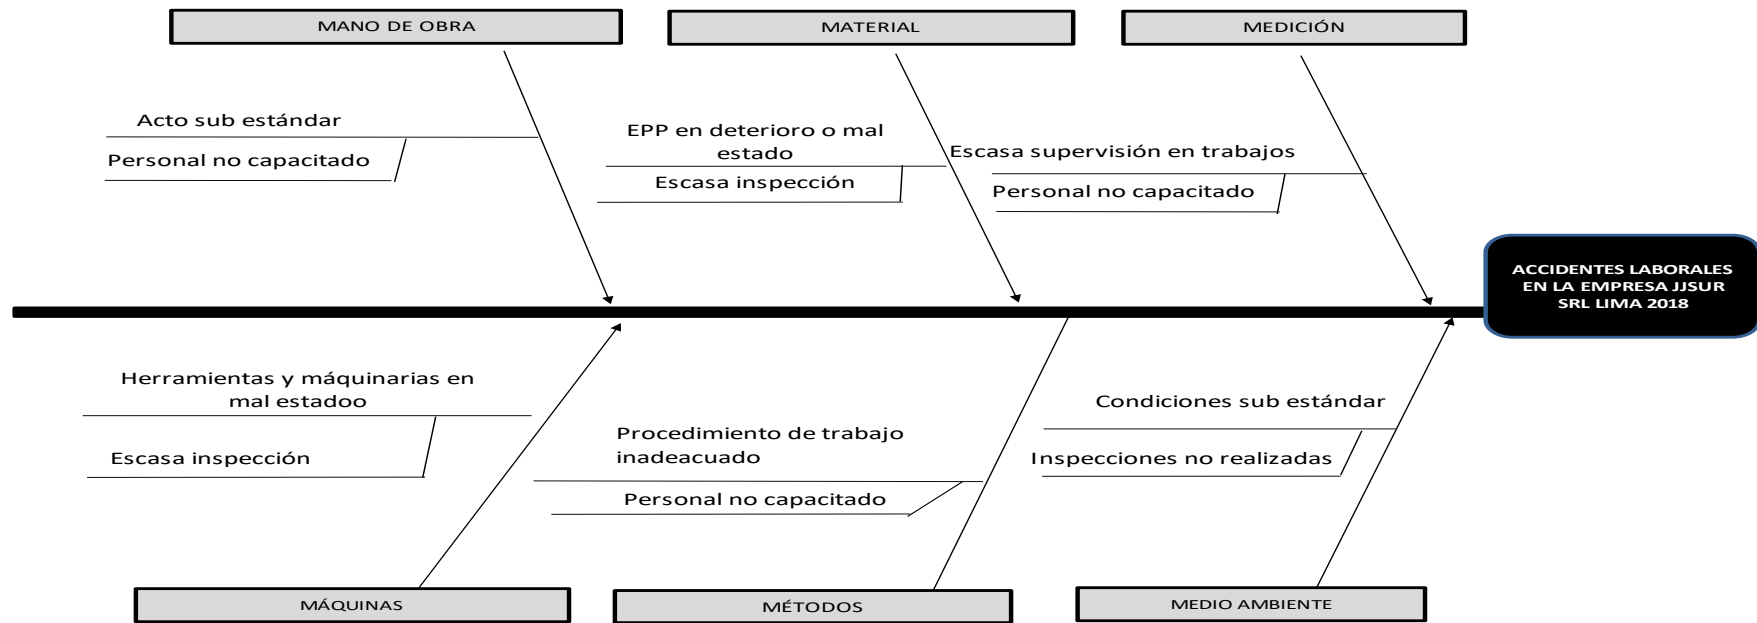 MANO DE OBRA
MATERIAL
MEDICIÓN
Acto sub estándar
Personal no capacitado
EPP en deterioro o mal
estado
Escasa inspección
Escasa supervisión en trabajos
Personal no capacitado
ACCIDENTES LABORALES
EN LA EMPRESA JJSUR
SRL LIMA 2018
Herramientas y máquinarias en
mal estadoo
Escasa inspección
Procedimiento de trabajo
inadeacuado
Personal no capacitado
Condiciones sub estándar
Inspecciones no realizadas
MÁQUINAS
MÉTODOS
MEDIO AMBIENTE